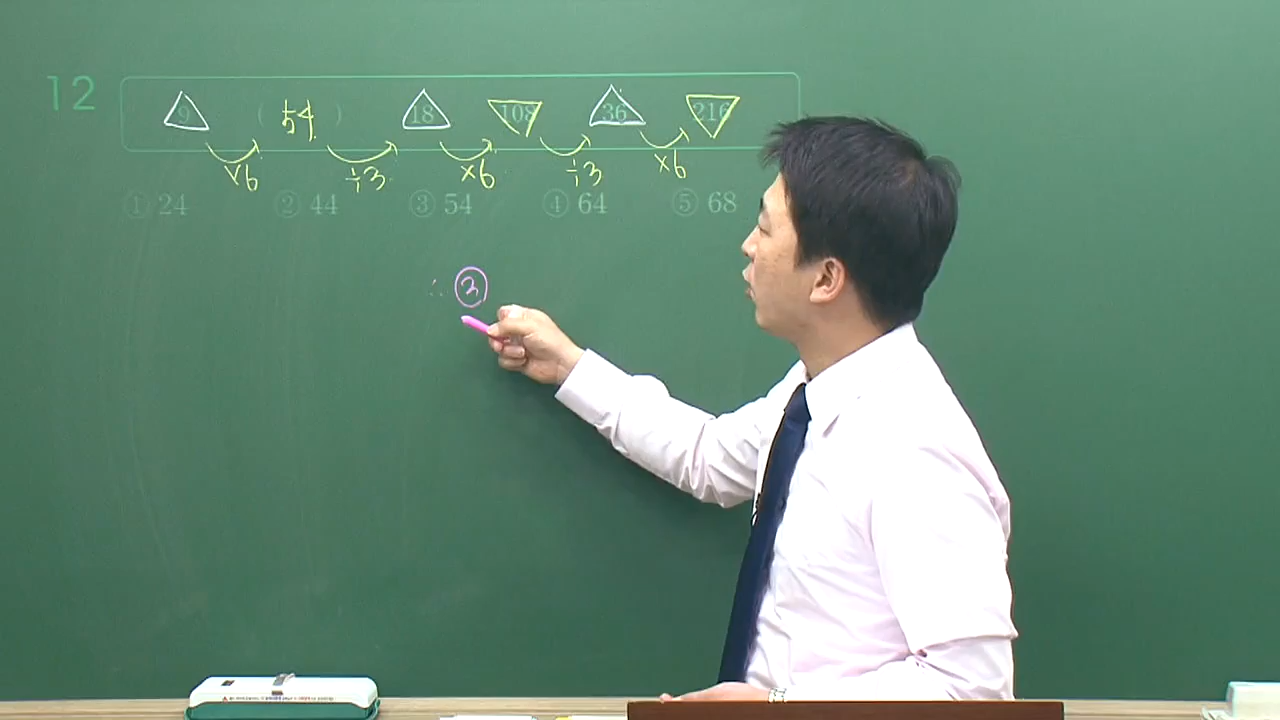 12
9 ( 54 ) 18 108 36 216
×6 ÷3 ×6 ÷3 ×6
① 24 ② 44 ③ 54 ④ 64 ⑤ 68
∴ ③